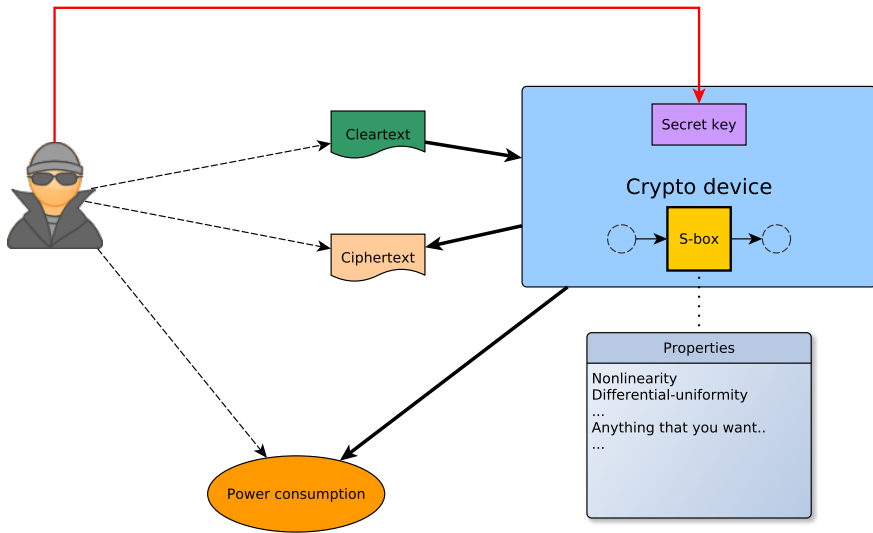 Secret key
Cleartext
Crypto device
S-box
Ciphertext
Properties
Nonlinearity
Differential-uniformity
...
Anything that you want..
...
Power consumption